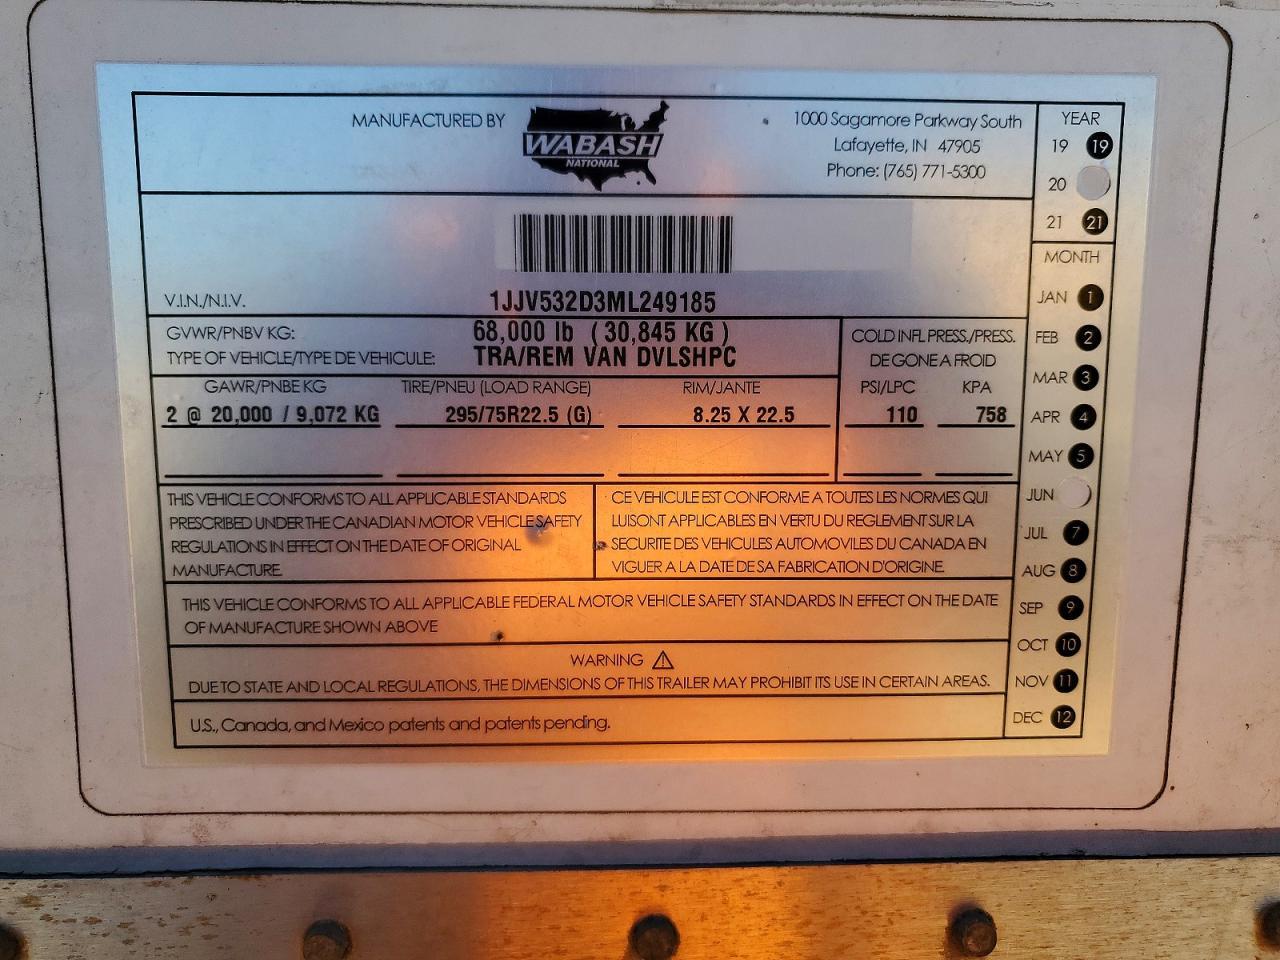 MANUFACTURED BY
WABASH
NATIONAL
1000 Sagamore Parkway South
Lafayette, IN 47905
Phone: (765) 771-5300
YEAR
19 19
20
21 21
V.I.N./N.I.V. 1JJV532D3ML249185
GVWR/PNBV KG: 68,000 lb ( 30,845 KG )
TYPE OF VEHICLE/TYPE DE VEHICULE: TRA/REM VAN DVLSHPC
COLD INFL PRESS./PRESS.
DE GONE A FROID
GAWR/PNBE KG TIRE/PNEU (LOAD RANGE) RIM/JANTE PSI/LPC KPA
2 @ 20,000 / 9,072 KG 295/75R22.5 (G) 8.25 X 22.5 110 758
THIS VEHICLE CONFORMS TO ALL APPLICABLE STANDARDS
PRESCRIBED UNDER THE CANADIAN MOTOR VEHICLE SAFETY
REGULATIONS IN EFFECT ON THE DATE OF ORIGINAL
MANUFACTURE.
CE VEHICULE EST CONFORME A TOUTES LES NORMES QUI
LUISONT APPLICABLES EN VERTU DU REGLEMENT SUR LA
SECURITE DES VEHICULES AUTOMOVILES DU CANADA EN
VIGUER A LA DATE DE SA FABRICATION D'ORIGINE.
THIS VEHICLE CONFORMS TO ALL APPLICABLE FEDERAL MOTOR VEHICLE SAFETY STANDARDS IN EFFECT ON THE DATE
OF MANUFACTURE SHOWN ABOVE
WARNING
DUE TO STATE AND LOCAL REGULATIONS, THE DIMENSIONS OF THIS TRAILER MAY PROHIBIT ITS USE IN CERTAIN AREAS.
U.S., Canada, and Mexico patents and patents pending.
MONTH
JAN 1
FEB 2
MAR 3
APR 4
MAY 5
JUN
JUL 7
AUG 8
SEP 9
OCT 10
NOV 11
DEC 12